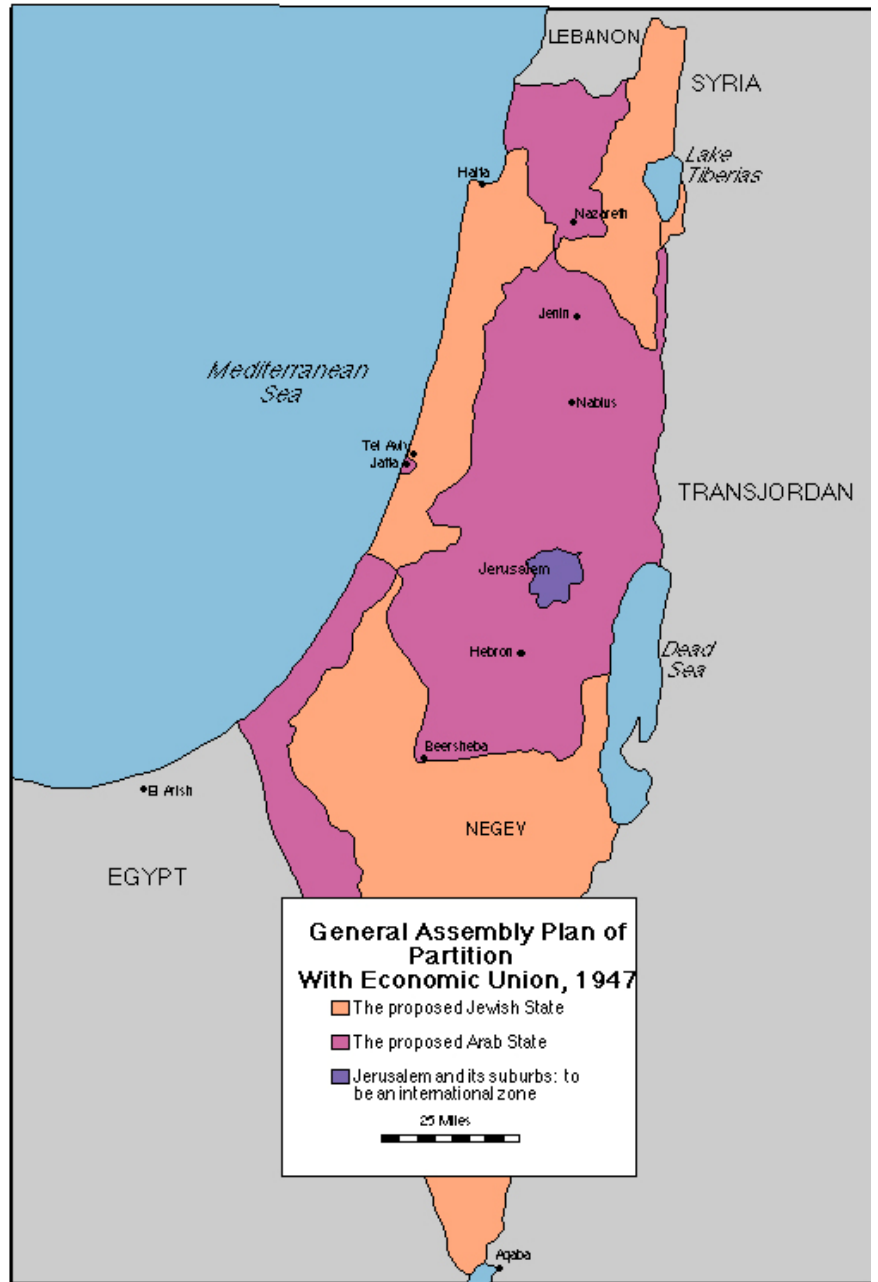 LEBANON
SYRIA
Lake
Tiberias
Haifa
Nazareth
Jenin
Mediterranean
Sea
Nablus
Tel Aviv
Jaffa
TRANSJORDAN
Jerusalem
Hebron
Dead
Sea
Beersheba
El Arish
NEGEV
EGYPT
General Assembly Plan of
Partition
With Economic Union, 1947
The proposed Jewish State
The proposed Arab State
Jerusalem and its suburbs: to
be an international zone
25 Miles
Aqaba